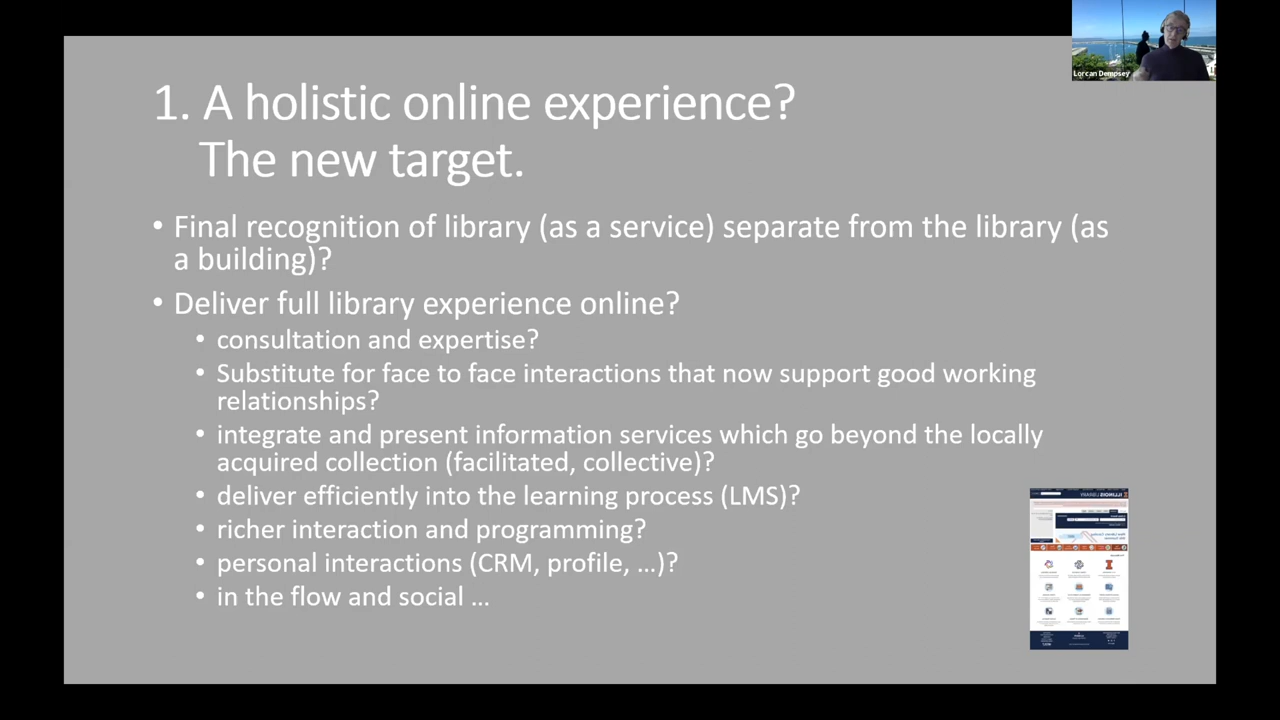 Lorcan Dempsey
1. A holistic online experience?
The new target.
• Final recognition of library (as a service) separate from the library (as
a building)?
• Deliver full library experience online?
• consultation and expertise?
• Substitute for face to face interactions that now support good working
relationships?
• integrate and present information services which go beyond the locally
acquired collection (facilitated, collective)?
• deliver efficiently into the learning process (LMS)?
• richer interaction and programming?
• personal interactions (CRM, profile, …)?
• in the flow and social …
ILLINOIS LIBRARY